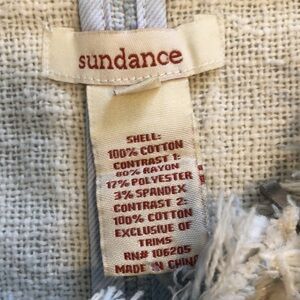 sundance
SHELL:
100% COTTON
CONTRAST 1:
80% RAYON
17% POLYESTER
3% SPANDEX
CONTRAST 2:
100% COTTON
EXCLUSIVE OF
TRIMS
RN# 106205
MADE IN CHINA